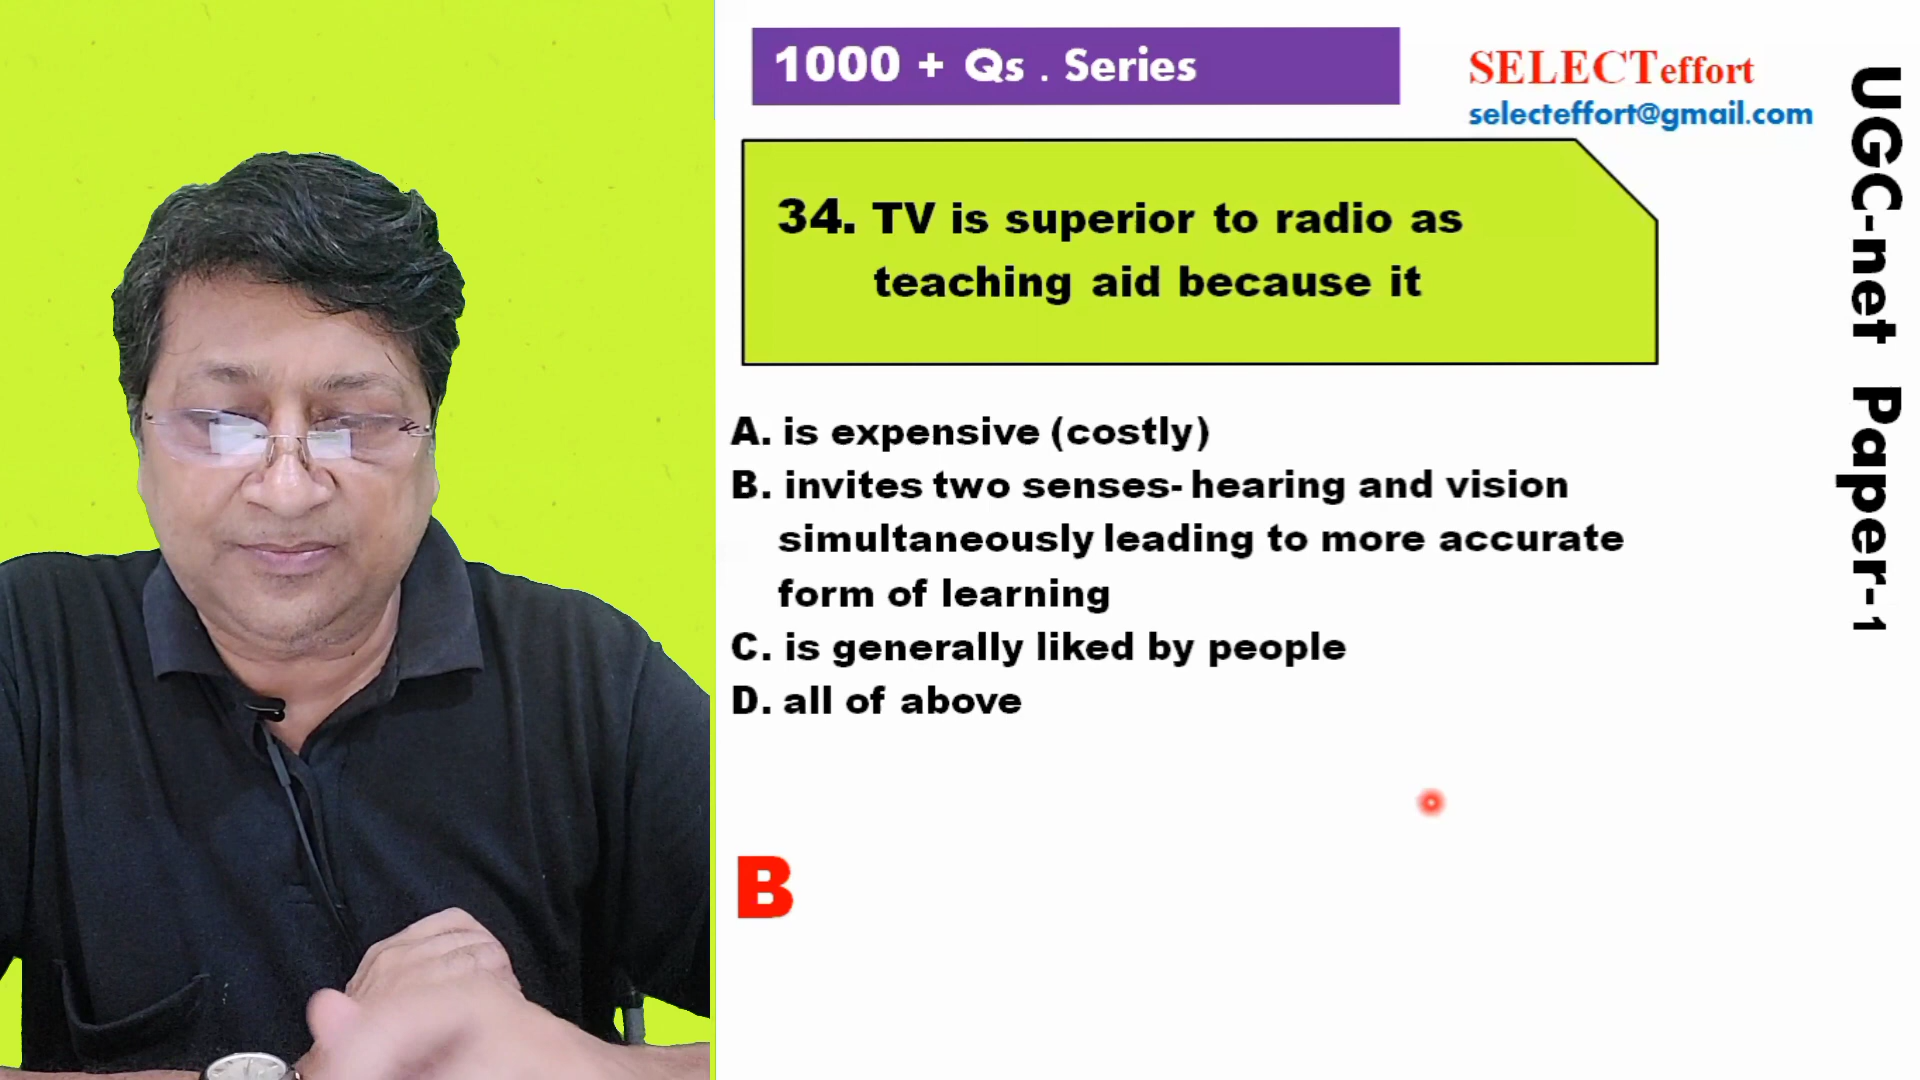 1000 + Qs . Series
SELECTeffort
selecteffort@gmail.com
UGC-net Paper-1
34. TV is superior to radio as
teaching aid because it
A. is expensive (costly)
B. invites two senses- hearing and vision
simultaneously leading to more accurate
form of learning
C. is generally liked by people
D. all of above
B